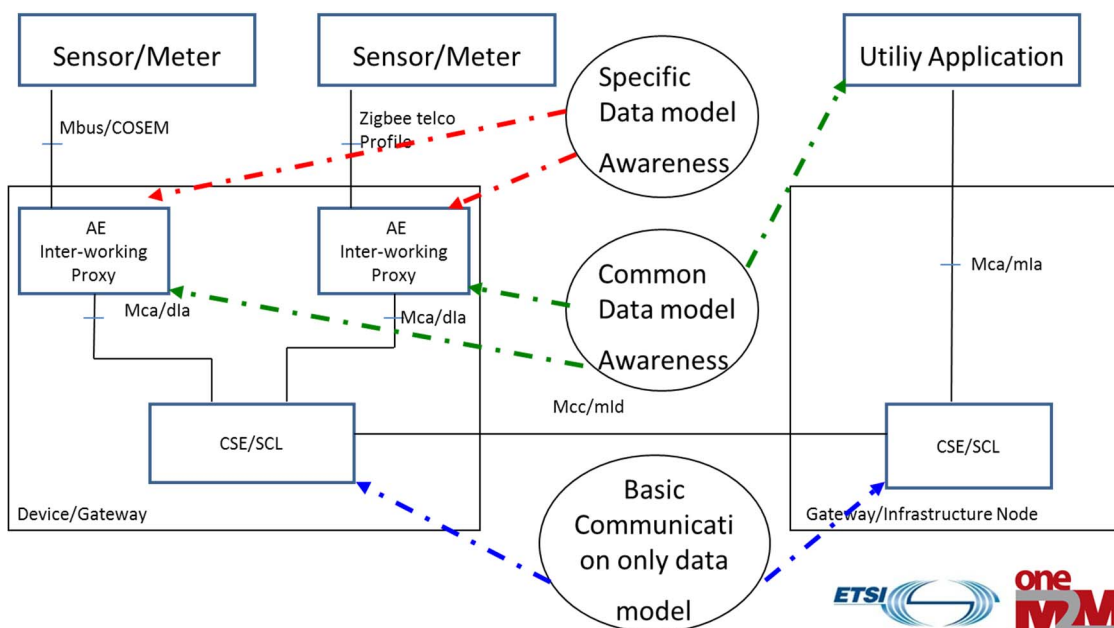 Sensor/Meter
Sensor/Meter
Utiliy Application
Mbus/COSEM
Zigbee telco
Profile
Specific
Data model
Awareness
AE
Inter-working
Proxy
AE
Inter-working
Proxy
Mca/dIa
Mca/dIa
Common
Data model
Awareness
Mca/mIa
Mcc/mId
CSE/SCL
CSE/SCL
Device/Gateway
Gateway/Infrastructure Node
Basic
Communicati
on only data
model
ETSI
one
M2M